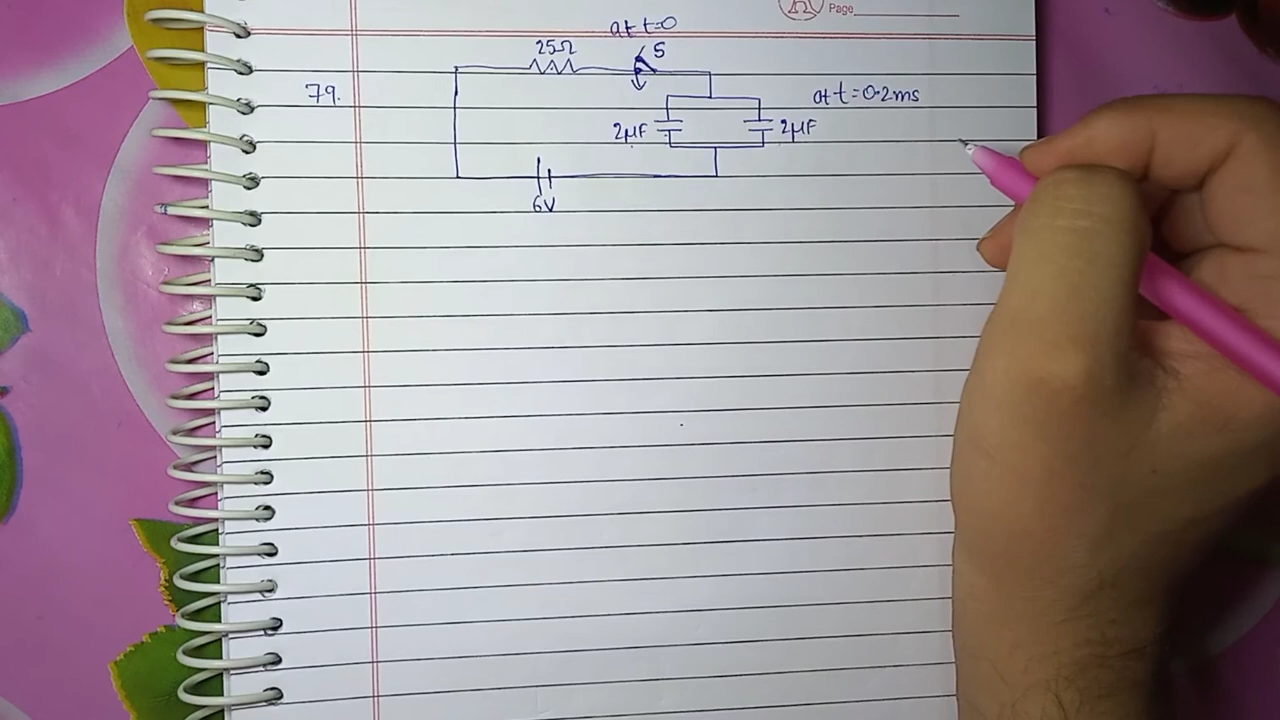 Page
at t=0
25Ω
S
79.
at t=0.2ms
2μF
2μF
6V